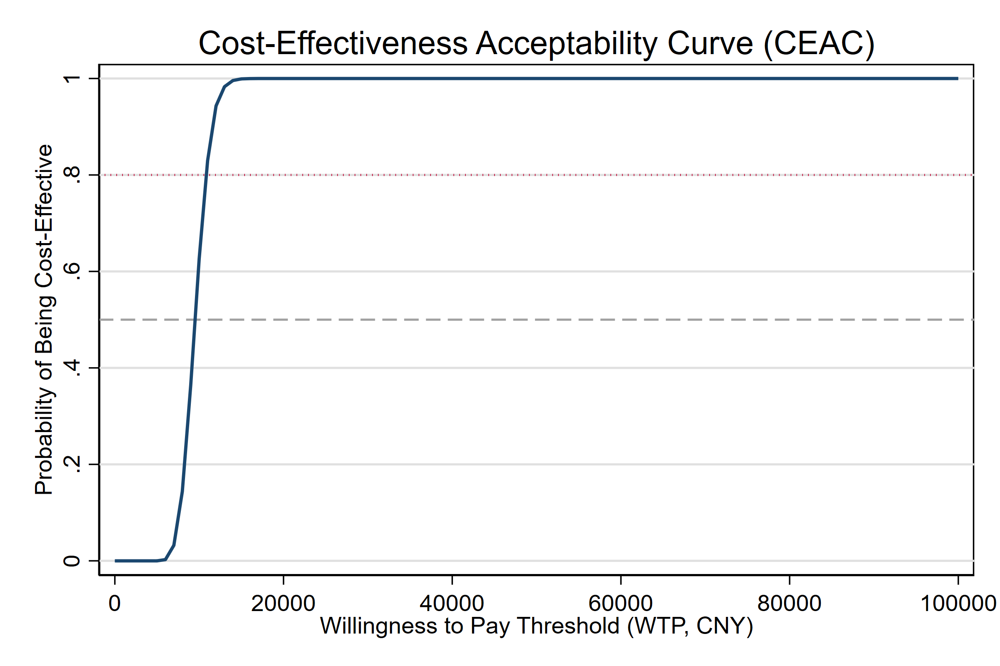 Cost-Effectiveness Acceptability Curve (CEAC)
Probability of Being Cost-Effective
1
.8
.6
.4
.2
0
0 20000 40000 60000 80000 100000
Willingness to Pay Threshold (WTP, CNY)